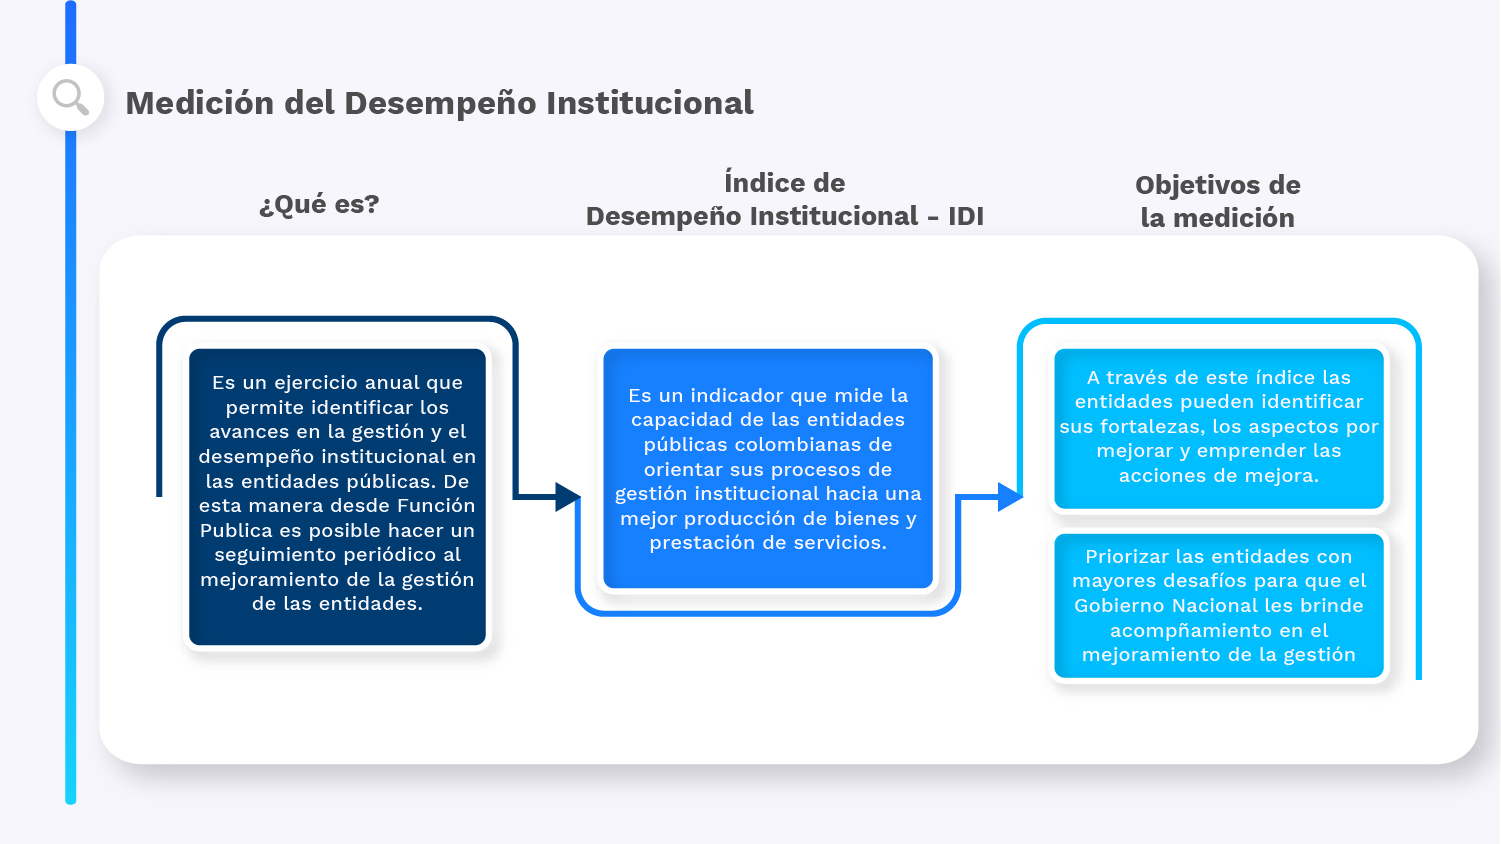 Medición del Desempeño Institucional
¿Qué es?
Es un ejercicio anual que
permite identificar los
avances en la gestión y el
desempeño institucional en
las entidades públicas. De
esta manera desde Función
Publica es posible hacer un
seguimiento periódico al
mejoramiento de la gestión
de las entidades.
Índice de
Desempeño Institucional - IDI
Es un indicador que mide la
capacidad de las entidades
públicas colombianas de
orientar sus procesos de
gestión institucional hacia una
mejor producción de bienes y
prestación de servicios.
Objetivos de
la medición
A través de este índice las
entidades pueden identificar
sus fortalezas, los aspectos por
mejorar y emprender las
acciones de mejora.
Priorizar las entidades con
mayores desafíos para que el
Gobierno Nacional les brinde
acompñamiento en el
mejoramiento de la gestión